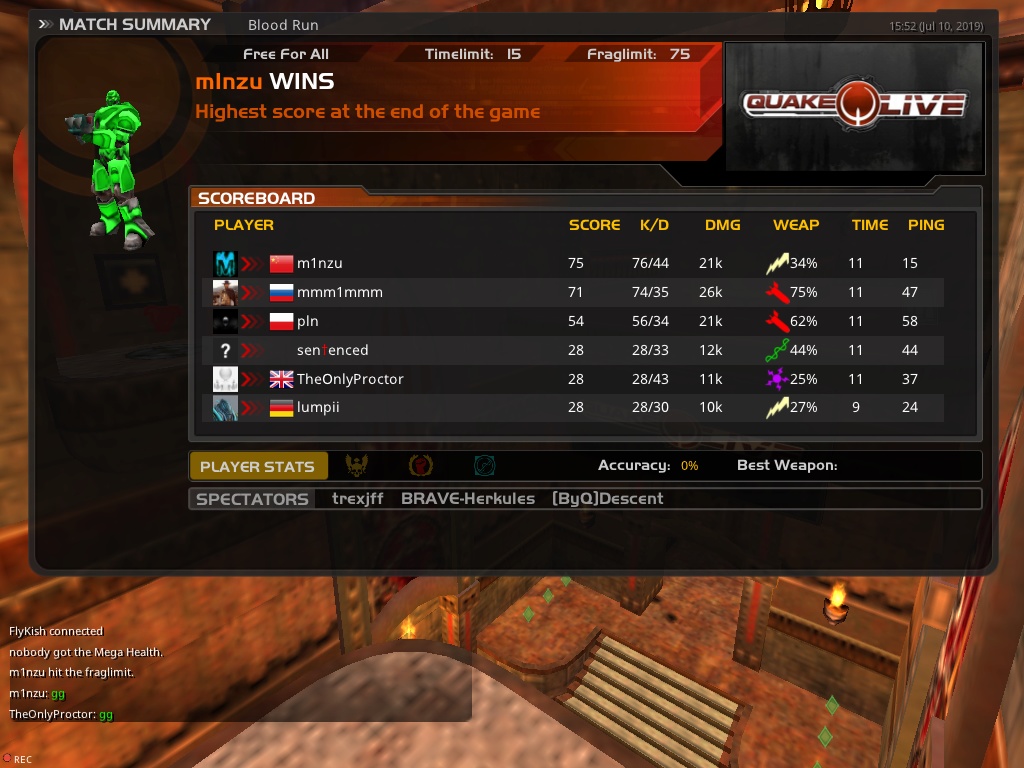 MATCH SUMMARY Blood Run 15:52 (Jul 10, 2019)
Free For All Timelimit: 15 Fraglimit: 75
m1nzu WINS
Highest score at the end of the game
QUAKE LIVE
SCOREBOARD
PLAYER SCORE K/D DMG WEAP TIME PING
m1nzu 75 76/44 21k 34% 11 15
mmm1mmm 71 74/35 26k 75% 11 47
pln 54 56/34 21k 62% 11 58
? sen†enced 28 28/33 12k 44% 11 44
TheOnlyProctor 28 28/43 11k 25% 11 37
lumpii 28 28/30 10k 27% 9 24
PLAYER STATS Accuracy: 0% Best Weapon:
SPECTATORS trexjff BRAVE-Herkules [ByQ]Descent
FlyKish connected
nobody got the Mega Health.
m1nzu hit the fraglimit.
m1nzu: gg
TheOnlyProctor: gg
REC